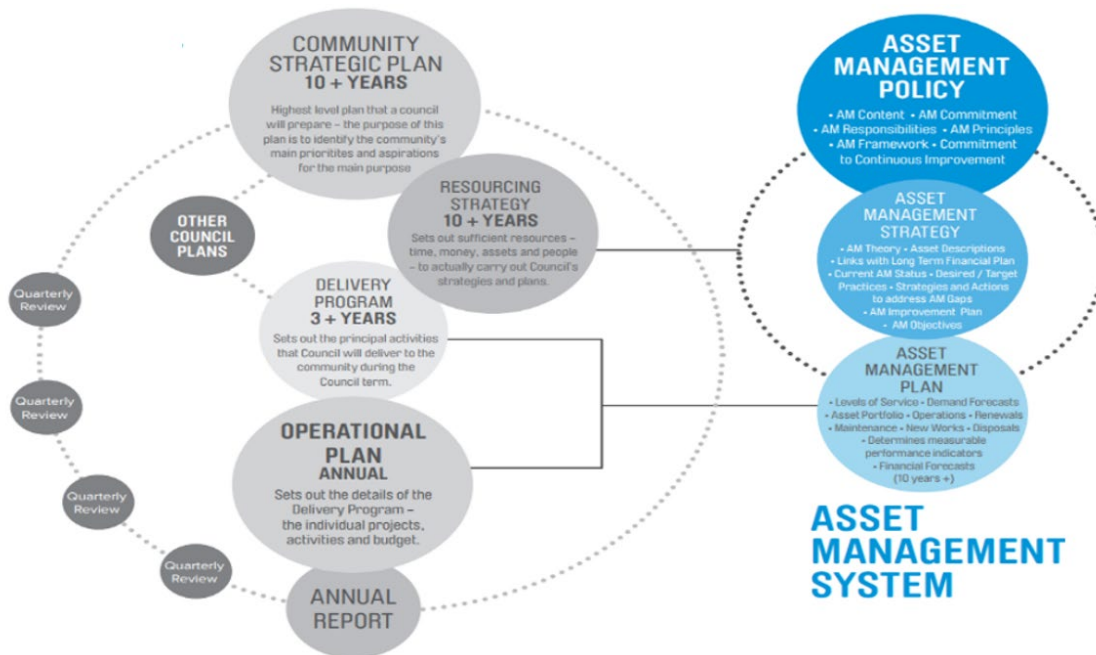 COMMUNITY
STRATEGIC PLAN
10 + YEARS
Highest level plan that a council
will prepare – the purpose of this
plan is to identify the community's
main prioritites and aspirations
for the main purpose
RESOURCING
STRATEGY
10 + YEARS
Sets out sufficient resources –
time, money, assets and people
– to actually carry out Council's
strategies and plans.
OTHER
COUNCIL
PLANS
DELIVERY
PROGRAM
3 + YEARS
Sets out the principal activities
that Council will deliver to the
community during the
Council term.
OPERATIONAL
PLAN
ANNUAL
Sets out the details of the
Delivery Program –
the individual projects,
activities and budget.
ANNUAL
REPORT
Quarterly
Review
Quarterly
Review
Quarterly
Review
Quarterly
Review
ASSET
MANAGEMENT
POLICY
• AM Content • AM Commitment
• AM Responsibilities • AM Principles
• AM Framework • Commitment
to Continuous Improvement
ASSET
MANAGEMENT
STRATEGY
• AM Theory • Asset Descriptions
• Links with Long Term Financial Plan
• Current AM Status • Desired / Target
Practices • Strategies and Actions
to address AM Gaps
• AM Improvement Plan
• AM Objectives
ASSET
MANAGEMENT
PLAN
• Levels of Service • Demand Forecasts
• Asset Portfolio • Operations • Renewals
• Maintenance • New Works • Disposals
• Determines measurable
performance indicators
• Financial Forecasts
(10 years +)
ASSET
MANAGEMENT
SYSTEM